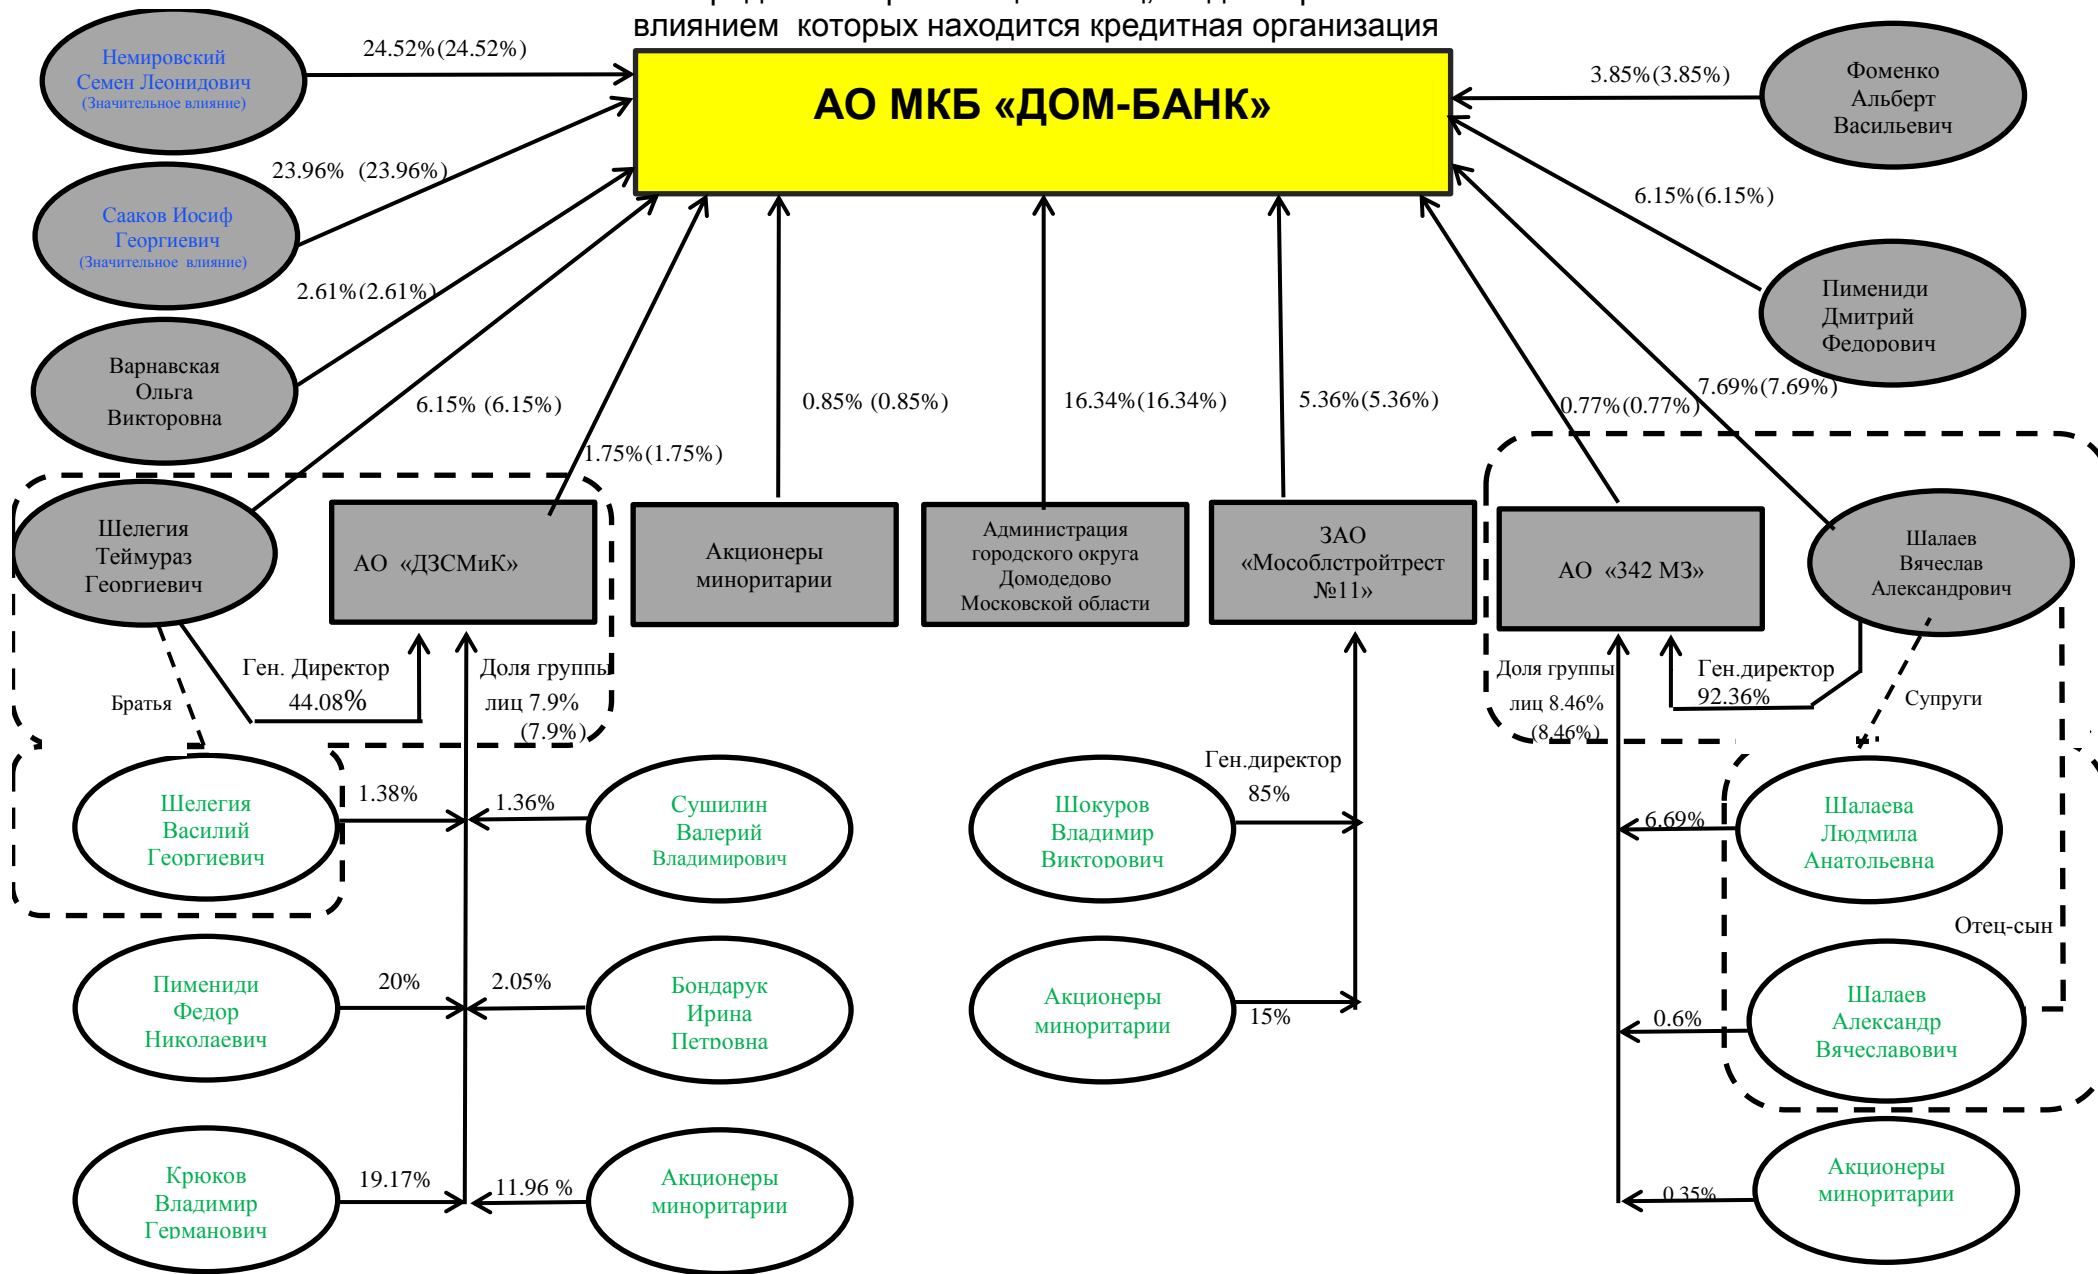 влиянием которых находится кредитная организация
АО МКБ «ДОМ-БАНК»
Немировский
Семен Леонидович
(Значительное влияние)
24.52%(24.52%)
Сааков Иосиф
Георгиевич
(Значительное влияние)
23.96% (23.96%)
Варнавская
Ольга
Викторовна
2.61%(2.61%)
Фоменко
Альберт
Васильевич
3.85%(3.85%)
Пимениди
Дмитрий
Федорович
6.15%(6.15%)
6.15% (6.15%)
1.75%(1.75%)
0.85% (0.85%)
16.34%(16.34%)
5.36%(5.36%)
0.77%(0.77%)
7.69%(7.69%)
Шелегия
Теймураз
Георгиевич
АО «ДЗСМиК»
Акционеры
миноритарии
Администрация
городского округа
Домодедово
Московской области
ЗАО
«Мособлстройтрест
№11»
АО «342 МЗ»
Шалаев
Вячеслав
Александрович
Братья
Ген. Директор
44.08%
Доля группы
лиц 7.9%
(7.9%)
Доля группы
лиц 8.46%
(8.46%)
Ген.директор
92.36%
Супруги
Шелегия
Василий
Георгиевич
1.38%
1.36%
Сушилин
Валерий
Владимирович
Шокуров
Владимир
Викторович
Ген.директор
85%
6.69%
Шалаева
Людмила
Анатольевна
Отец-сын
Пимениди
Федор
Николаевич
20%
2.05%
Бондарук
Ирина
Петровна
Акционеры
миноритарии
15%
0.6%
Шалаев
Александр
Вячеславович
Крюков
Владимир
Германович
19.17%
11.96 %
Акционеры
миноритарии
0.35%
Акционеры
миноритарии